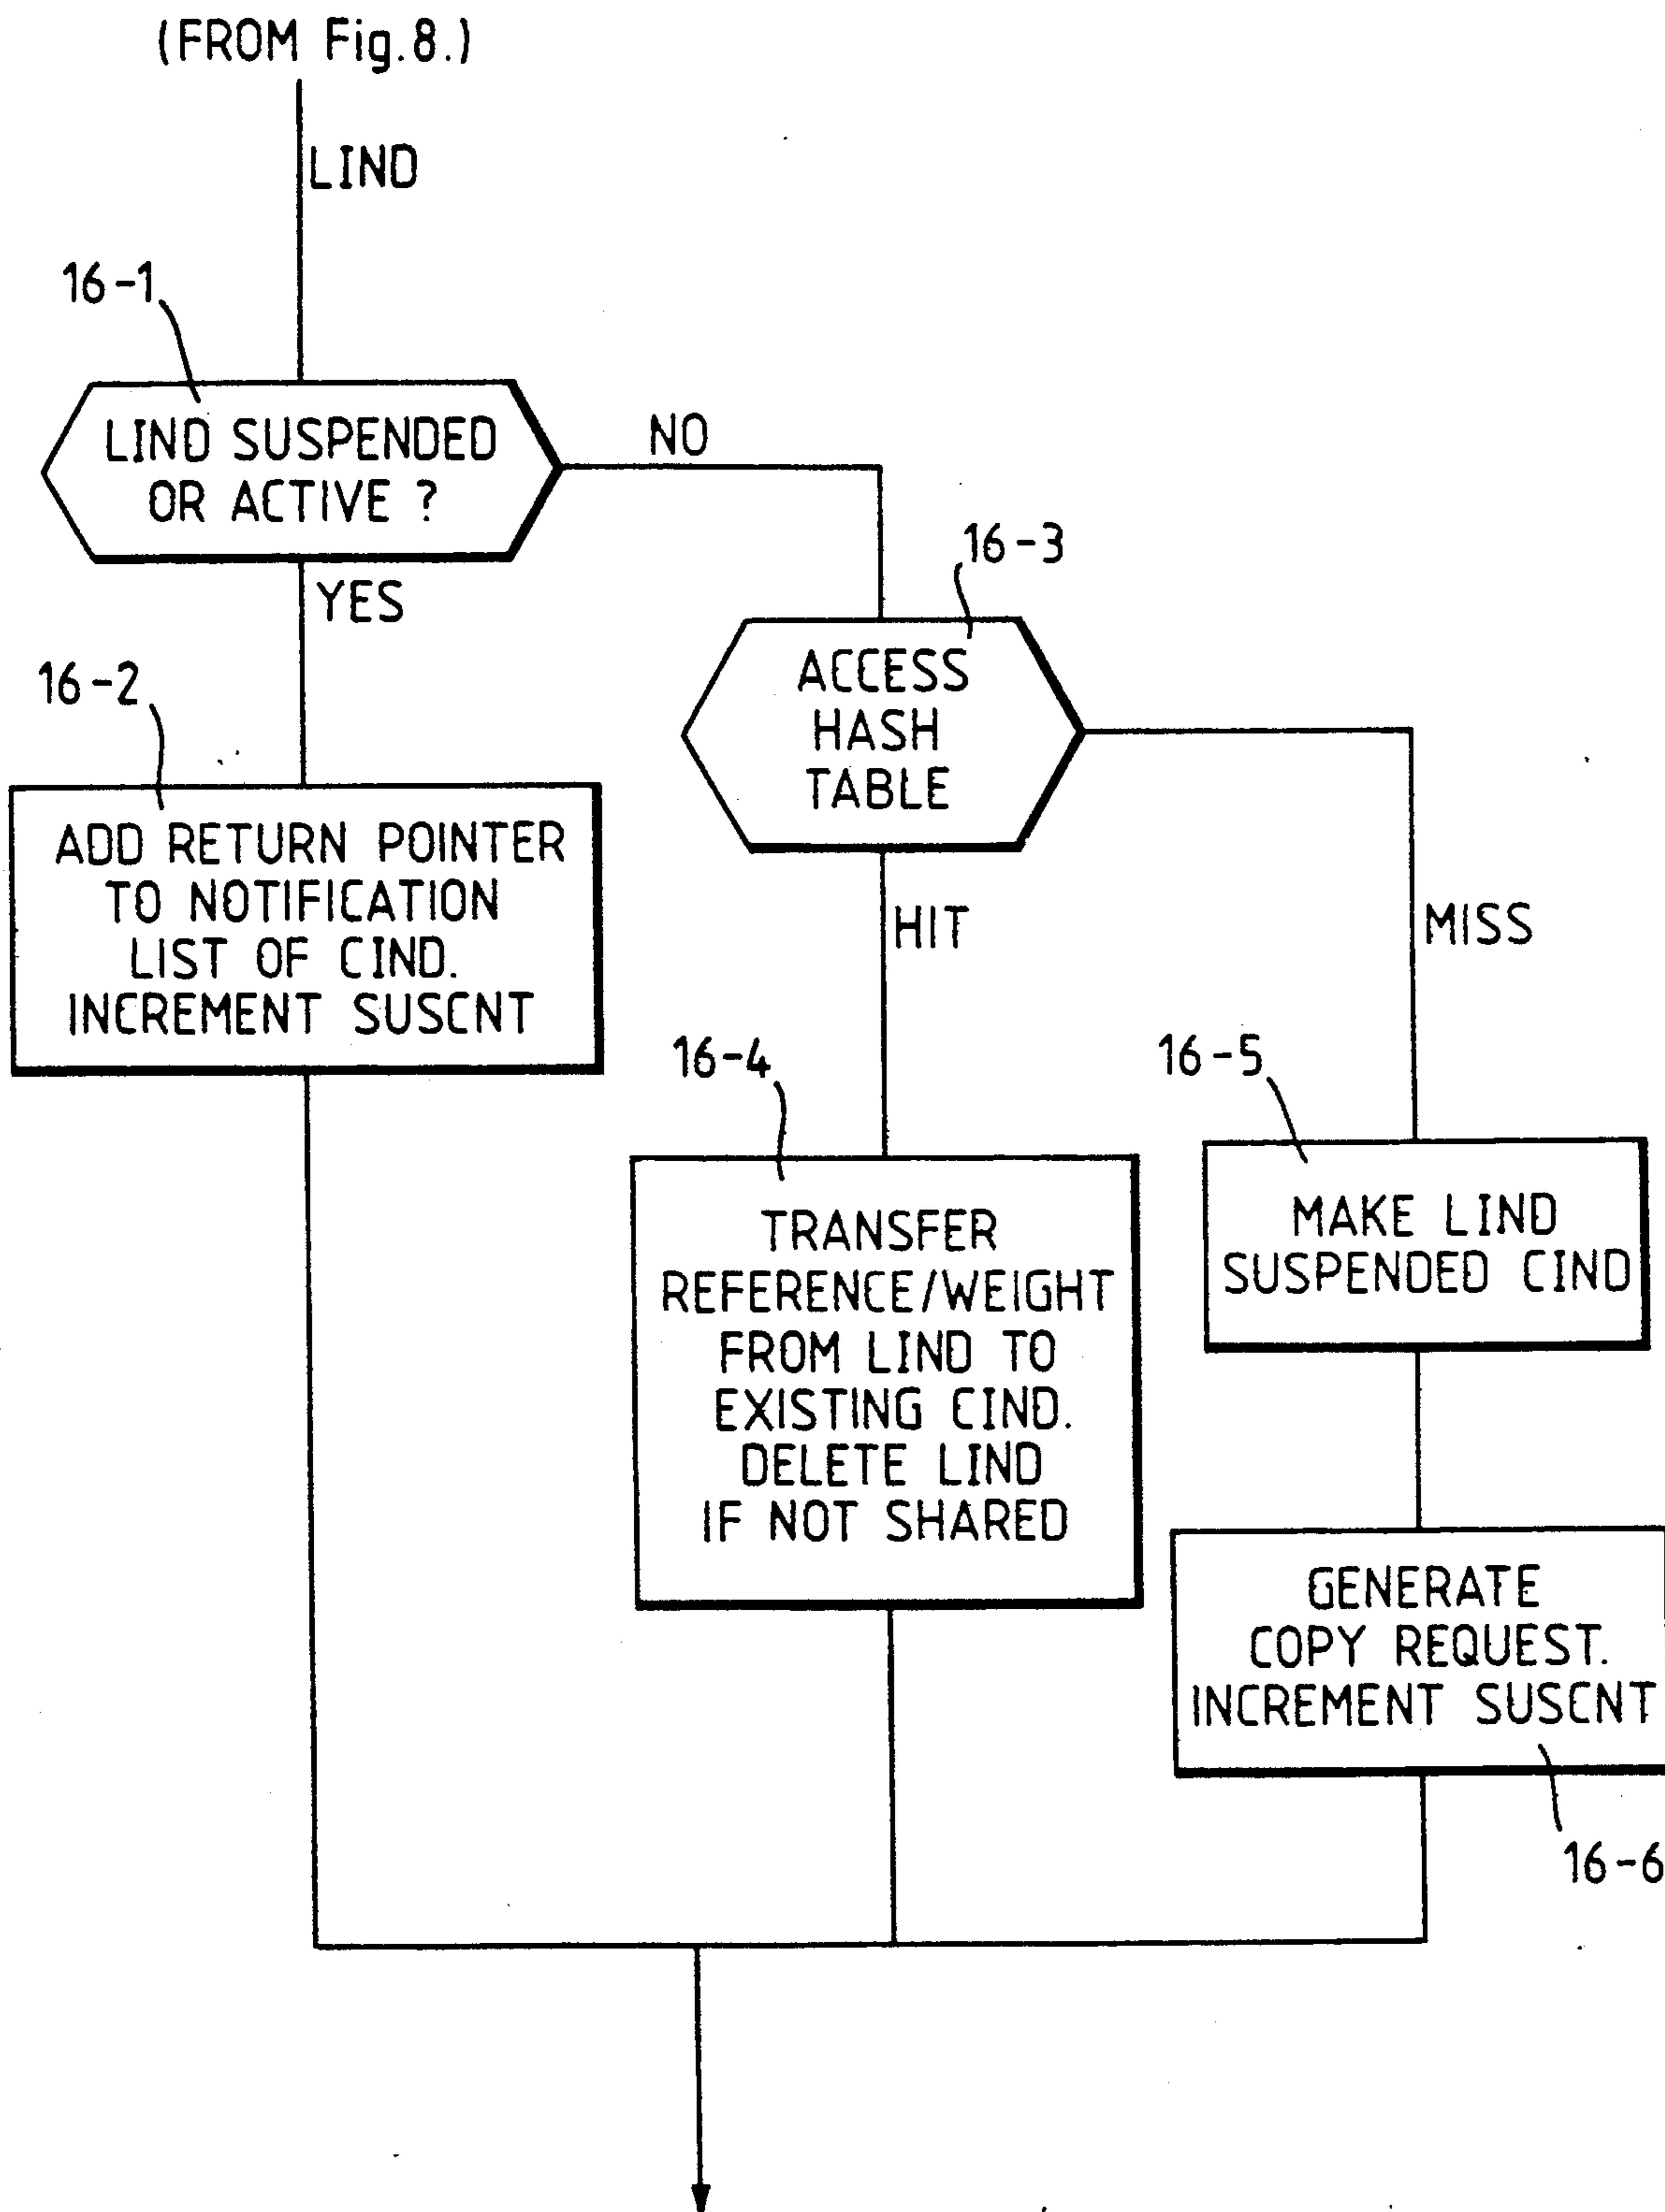 (FROM Fig.8.)
LIND
16-1
LIND SUSPENDED
OR ACTIVE ?
NO
YES
16-2
ADD RETURN POINTER
TO NOTIFICATION
LIST OF CIND.
INCREMENT SUSCNT
16-3
ACCESS
HASH
TABLE
HIT
MISS
16-4
TRANSFER
REFERENCE/WEIGHT
FROM LIND TO
EXISTING CIND.
DELETE LIND
IF NOT SHARED
16-5
MAKE LIND
SUSPENDED CIND
GENERATE
COPY REQUEST.
INCREMENT SUSCNT
16-6